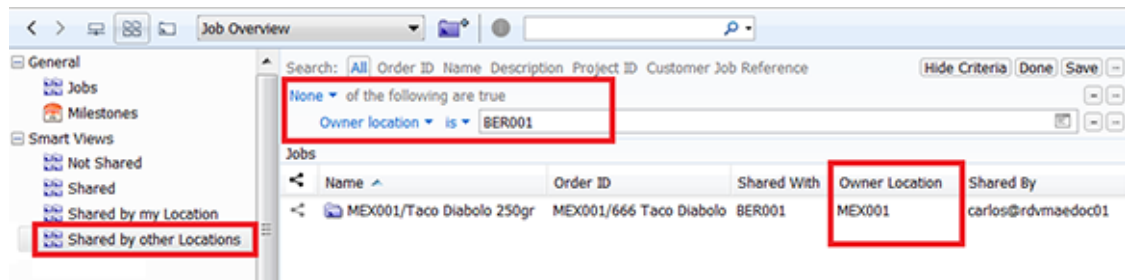 Job Overview
General
Jobs
Milestones
Smart Views
Not Shared
Shared
Shared by my Location
Shared by other Locations
Search: All Order ID Name Description Project ID Customer Job Reference Hide Criteria Done Save
None of the following are true
Owner location is BER001
Jobs
Name Order ID Shared With Owner Location Shared By
MEX001/Taco Diabolo 250gr MEX001/666 Taco Diabolo BER001 MEX001 carlos@rdvmaedoc01